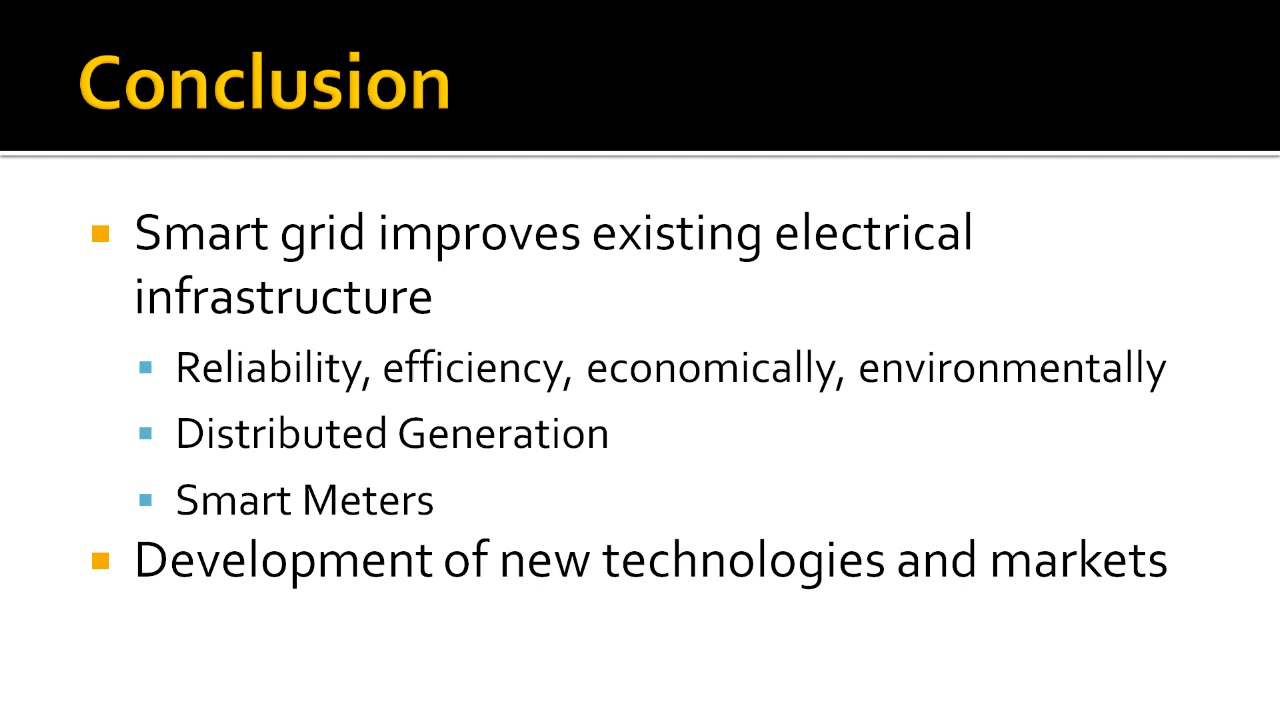 Conclusion
Smart grid improves existing electrical
infrastructure
Reliability, efficiency, economically, environmentally
Distributed Generation
Smart Meters
Development of new technologies and markets